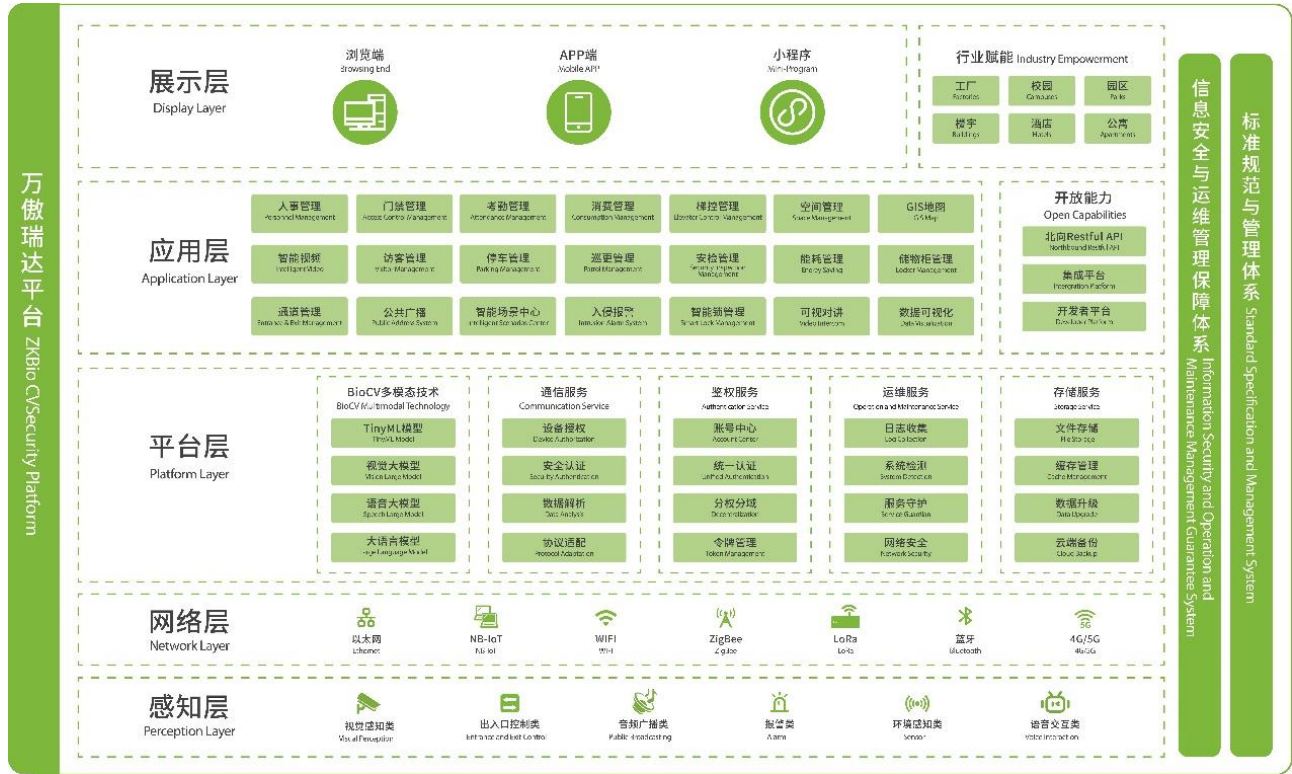 万傲瑞达平台 ZKBio CVSecurity Platform
展示层
Display Layer
浏览端
Browsing End
APP端
Mobile APP
小程序
Mini-Program
行业赋能 Industry Empowerment
工厂
Factories
校园
Campuses
园区
Parks
楼宇
Buildings
酒店
Hotels
公寓
Apartments
应用层
Application Layer
人事管理
Personnel Management
门禁管理
Access Control Management
考勤管理
Attendance Management
消费管理
Consumption Management
梯控管理
Elevator Control Management
空间管理
Space Management
GIS地图
GIS Map
智能视频
Intelligent Video
访客管理
Visitor Management
停车管理
Parking Management
巡更管理
Patrol Management
安检管理
Security Inspection
Management
能耗管理
Energy Saving
储物柜管理
Locker Management
通道管理
Entrance & Exit Management
公共广播
Public Address System
智能场景中心
Intelligent Scenarios Center
入侵报警
Intrusion Alarm System
智能锁管理
Smart Lock Management
可视对讲
Video Intercom
数据可视化
Data Visualization
开放能力
Open Capabilities
北向Restful API
Northbound Restful API
集成平台
Intergration Platform
开发者平台
Developer Platform
平台层
Platform Layer
BioCV多模态技术
BioCV Multimodal Technology
TinyML模型
TinyML Model
视觉大模型
Vision Large Model
语音大模型
Speech Large Model
大语言模型
Large Language Model
通信服务
Communication Service
设备授权
Device Authorization
安全认证
Security Authentication
数据解析
Data Analysis
协议适配
Protocol Adaptation
鉴权服务
Authentication Service
账号中心
Account Center
统一认证
Unified Authentication
分权分域
Decentralization
令牌管理
Token Management
运维服务
Operation and Maintenance Service
日志收集
Log Collection
系统检测
System Detection
服务守护
Service Guardian
网络安全
Network Security
存储服务
Storage Service
文件存储
File Storage
缓存管理
Cache Management
数据升级
Data Upgrade
云端备份
Cloud Backup
网络层
Network Layer
以太网
Ethernet
NB-IoT
NB-IoT
WIFI
WIFI
ZigBee
ZigBee
LoRa
LoRa
蓝牙
Bluetooth
5G
4G/5G
4G/5G
感知层
Perception Layer
视觉感知类
Visual Perception
出入口控制类
Entrance and Exit Control
音频广播类
Public Broadcasting
报警类
Alarm
环境感知类
Sensor
语音交互类
Voice Interaction
信息安全与运维管理保障体系
Information Security and Operation and
Maintenance Management Guarantee System
标准规范与管理体系 Standard Specification and Management System